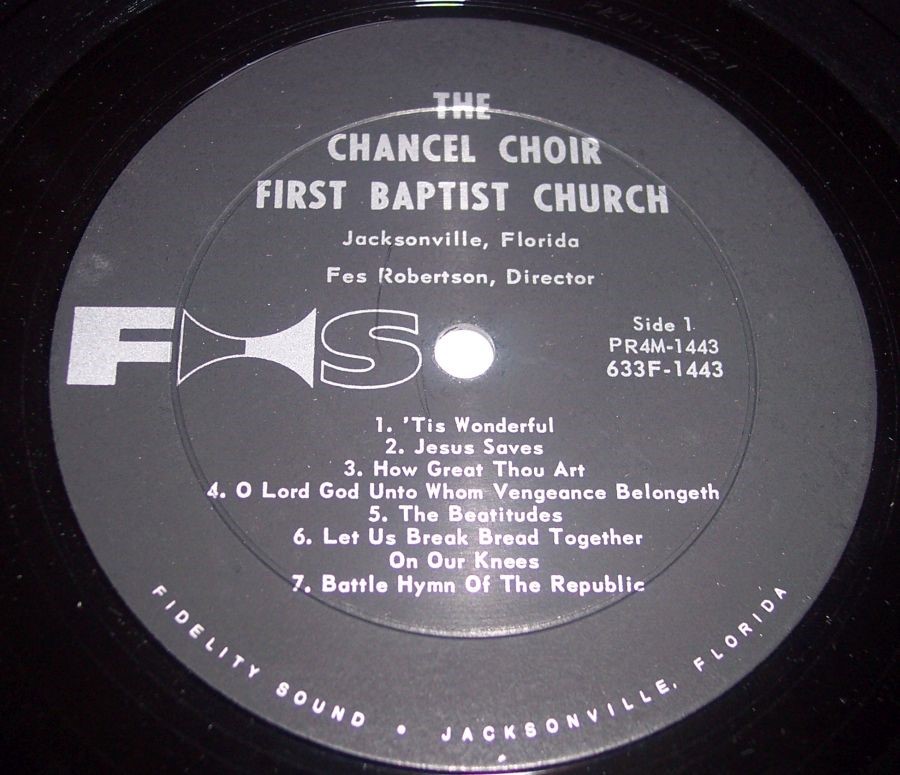 THE
CHANCEL CHOIR
FIRST BAPTIST CHURCH
Jacksonville, Florida
Fes Robertson, Director
FS
Side 1
PR4M-1443
633F-1443
1. 'Tis Wonderful
2. Jesus Saves
3. How Great Thou Art
4. O Lord God Unto Whom Vengeance Belongeth
5. The Beatitudes
6. Let Us Break Bread Together
On Our Knees
7. Battle Hymn Of The Republic
FIDELITY SOUND • JACKSONVILLE, FLORIDA